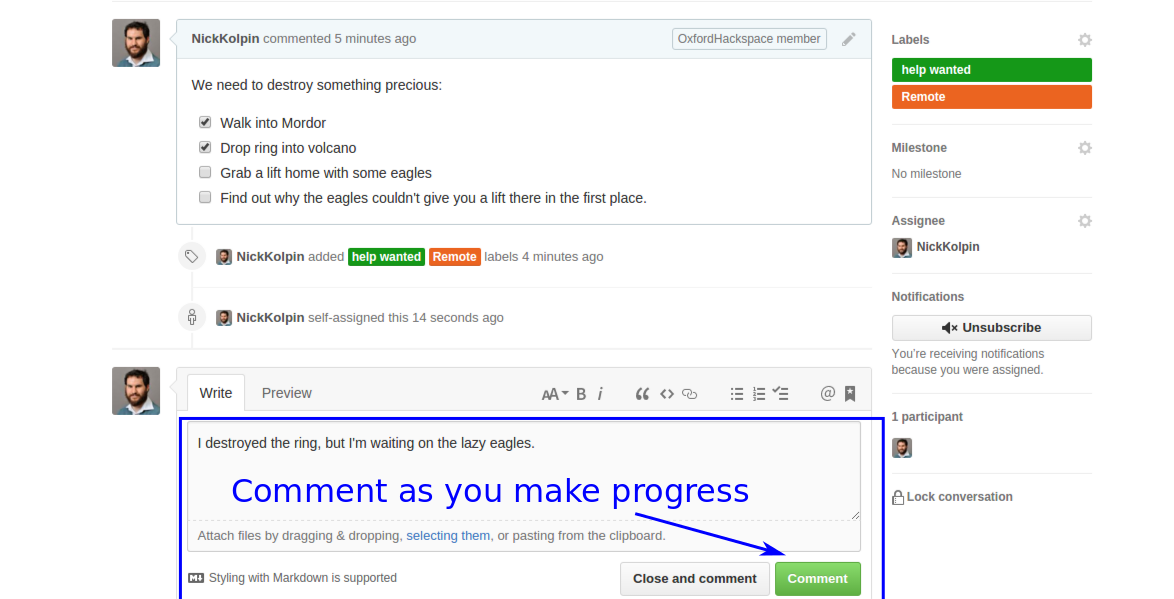 NickKolpin commented 5 minutes ago
OxfordHackspace member
We need to destroy something precious:
Walk into Mordor
Drop ring into volcano
Grab a lift home with some eagles
Find out why the eagles couldn't give you a lift there in the first place.
NickKolpin added help wanted Remote labels 4 minutes ago
NickKolpin self-assigned this 14 seconds ago
Write Preview AA B i @
I destroyed the ring, but I'm waiting on the lazy eagles.
Comment as you make progress
Attach files by dragging & dropping, selecting them, or pasting from the clipboard.
Styling with Markdown is supported
Close and comment
Comment
Labels
help wanted
Remote
Milestone
No milestone
Assignee
NickKolpin
Notifications
Unsubscribe
You're receiving notifications
because you were assigned.
1 participant
Lock conversation